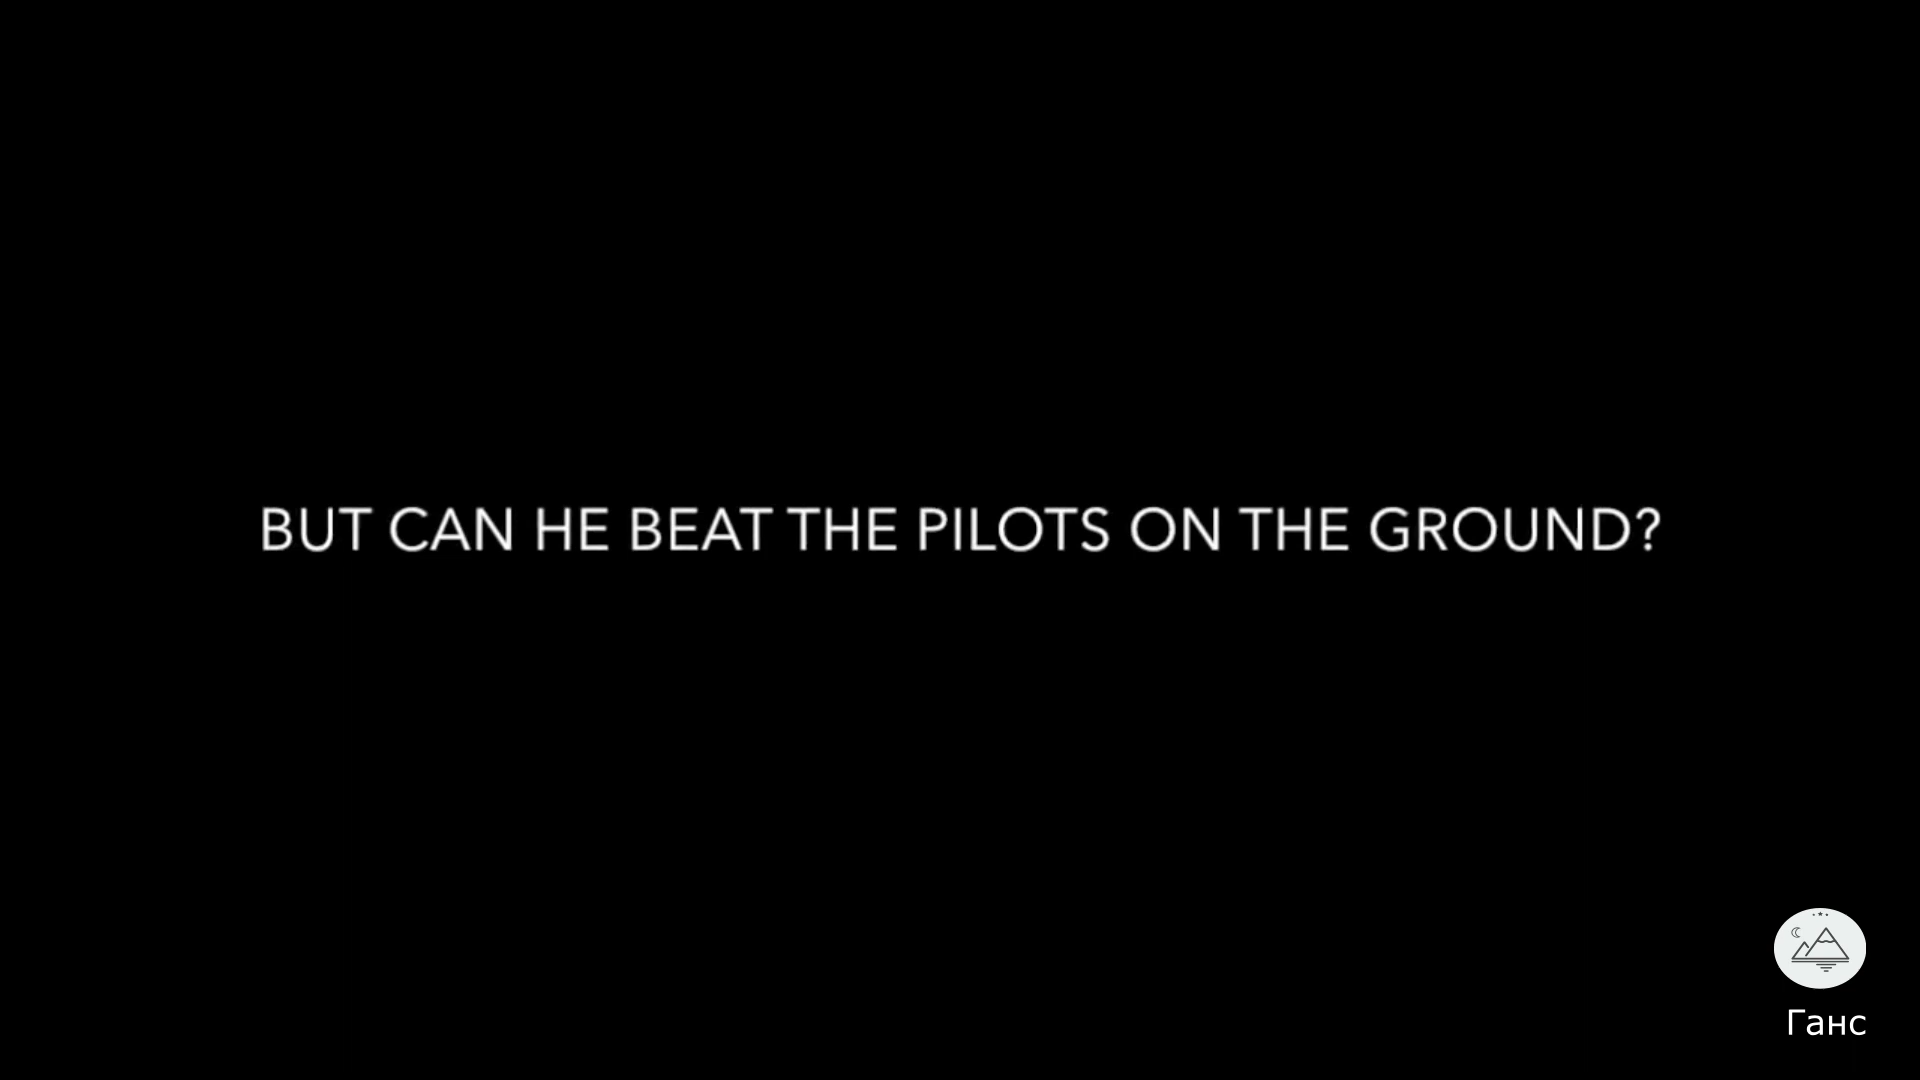 BUT CAN HE BEAT THE PILOTS ON THE GROUND?
Ганс